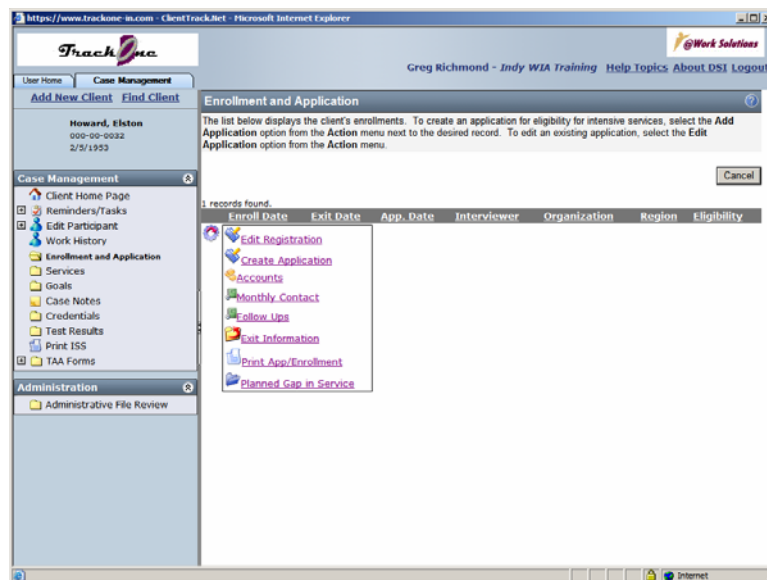 https://www.trackone-in.com - ClientTrack.Net - Microsoft Internet Explorer
TrackOne
@Work Solutions
Greg Richmond - Indy WIA Training Help Topics About DSI Logout
User Home Case Management
Add New Client Find Client
Howard, Elston
000-00-0032
2/5/1953
Case Management
Client Home Page
Reminders/Tasks
Edit Participant
Work History
Enrollment and Application
Services
Goals
Case Notes
Credentials
Test Results
Print ISS
TAA Forms
Administration
Administrative File Review
Enrollment and Application
The list below displays the client's enrollments. To create an application for eligibility for intensive services, select the Add
Application option from the Action menu next to the desired record. To edit an existing application, select the Edit
Application option from the Action menu.
Cancel
1 records found.
Enroll Date Exit Date App. Date Interviewer Organization Region Eligibility
Edit Registration
Create Application
Accounts
Monthly Contact
Follow Ups
Exit Information
Print App/Enrollment
Planned Gap in Service
Internet